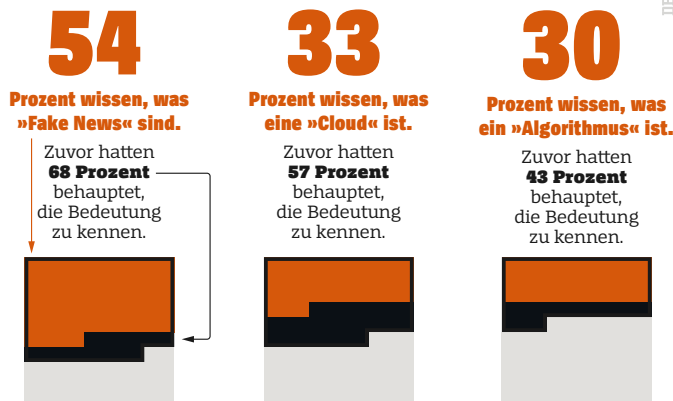 54
Prozent wissen, was
»Fake News« sind.
Zuvor hatten
68 Prozent
behauptet,
die Bedeutung
zu kennen.
33
Prozent wissen, was
eine »Cloud« ist.
Zuvor hatten
57 Prozent
behauptet,
die Bedeutung
zu kennen.
30
Prozent wissen, was
ein »Algorithmus« ist.
Zuvor hatten
43 Prozent
behauptet,
die Bedeutung
zu kennen.